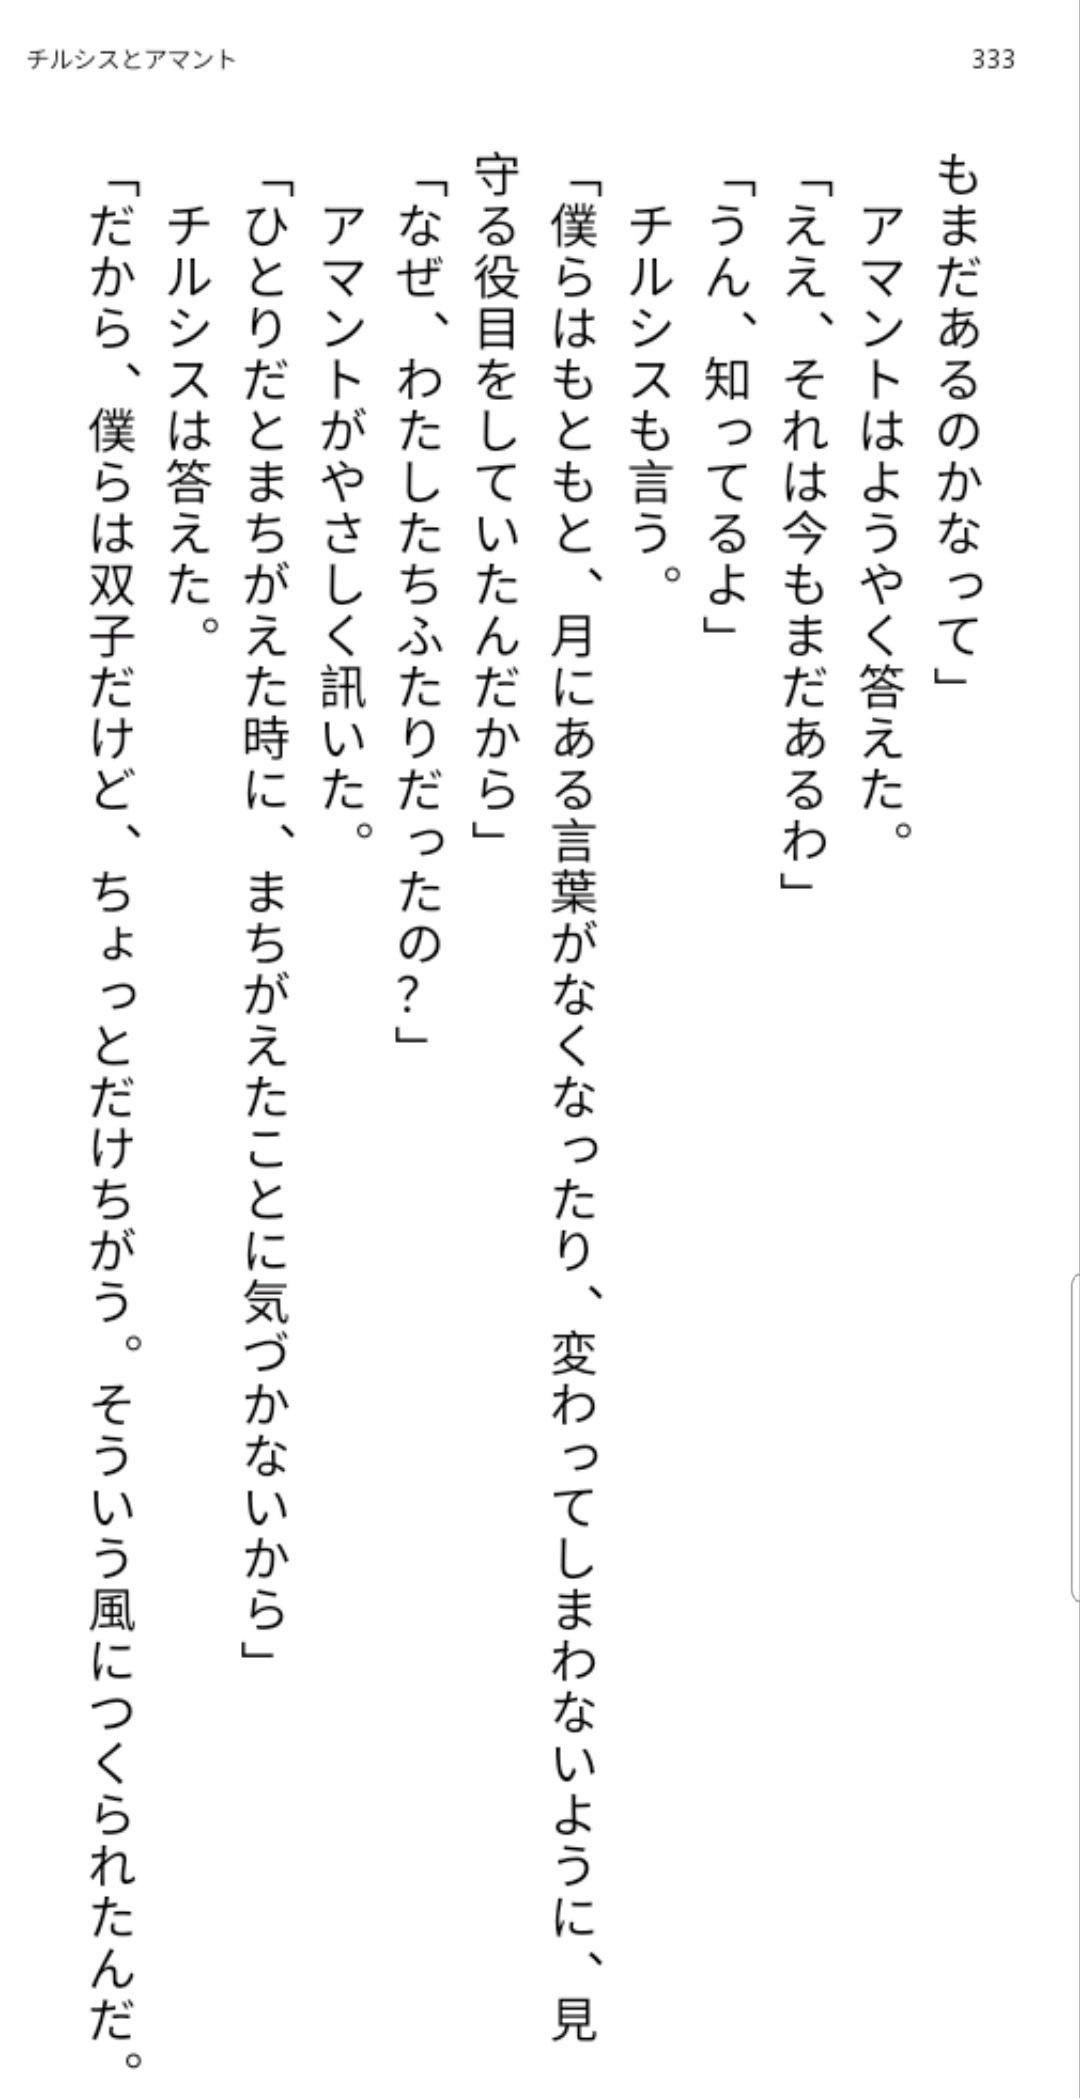 チルシスとアマント
333
もまだあるのかなって」
アマントはようやく答えた。
「ええ、それは今もまだあるわ」
「うん、知ってるよ」
チルシスも言う。
「僕らはもともと、月にある言葉がなくなったり、変わってしまわないように、見
守る役目をしていたんだから」
「なぜ、わたしたちふたりだったの?」
アマントがやさしく訊いた。
「ひとりだとまちがえた時に、まちがえたことに気づかないから」
チルシスは答えた。
「だから、僕らは双子だけど、ちょっとだけちがう。そういう風につくられたんだ。